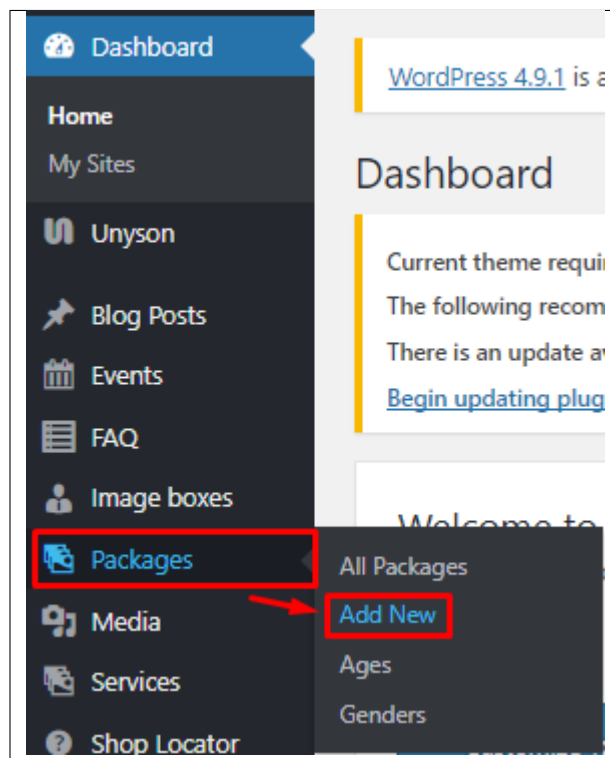 Dashboard
Home
My Sites
Unyson
Blog Posts
Events
FAQ
Image boxes
Packages
Media
Services
Shop Locator
WordPress 4.9.1 is a
Dashboard
Current theme requi
The following recom
There is an update a
Begin updating plug
Welcome to
All Packages
Add New
Ages
Genders